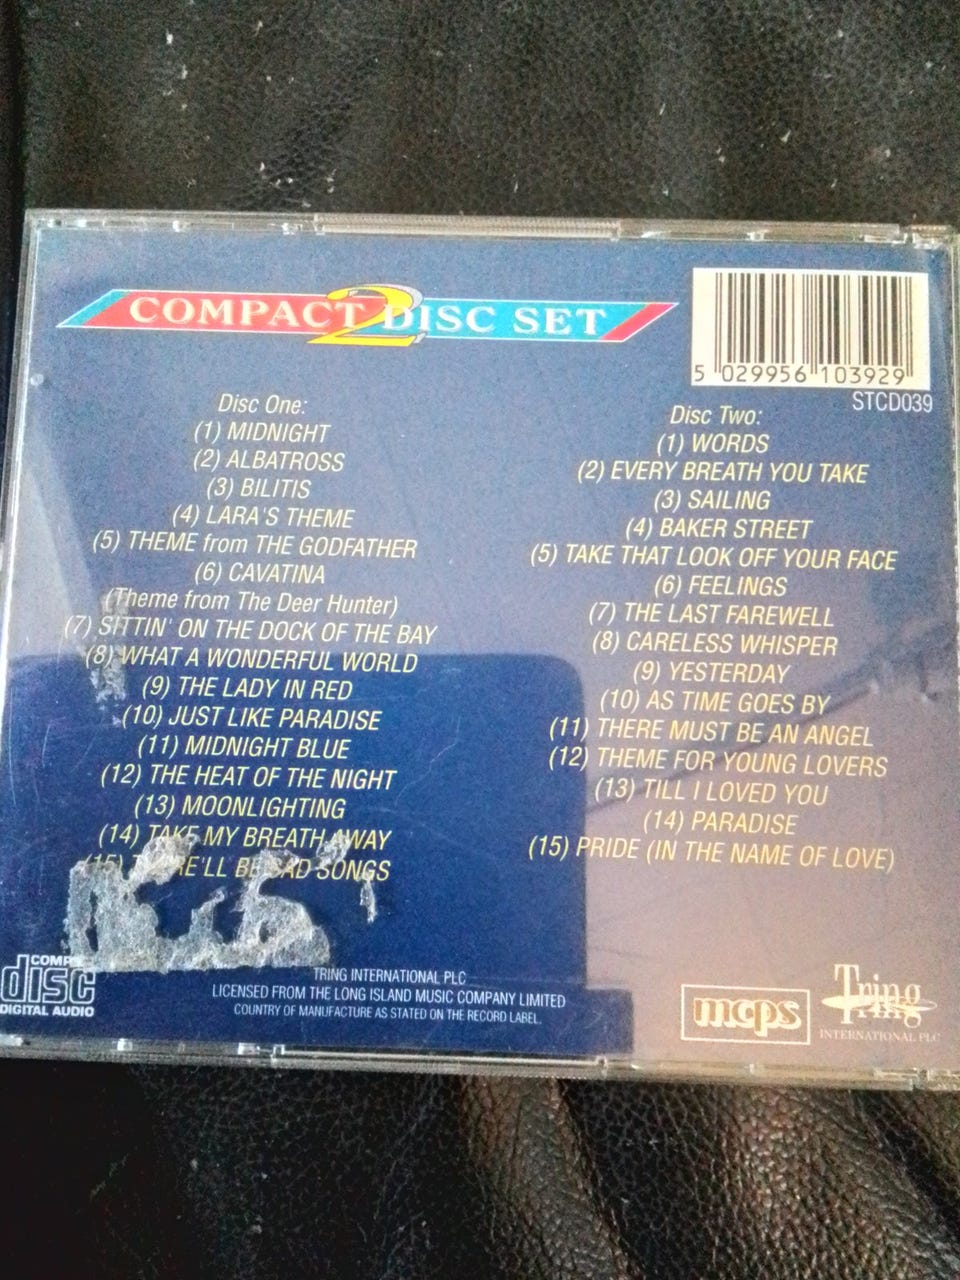 COMPACT 2 DISC SET
5 029956 103929
STCD039
Disc One:
(1) MIDNIGHT
(2) ALBATROSS
(3) BILITIS
(4) LARA'S THEME
(5) THEME from THE GODFATHER
(6) CAVATINA
(Theme from The Deer Hunter)
(7) SITTIN' ON THE DOCK OF THE BAY
(8) WHAT A WONDERFUL WORLD
(9) THE LADY IN RED
(10) JUST LIKE PARADISE
(11) MIDNIGHT BLUE
(12) THE HEAT OF THE NIGHT
(13) MOONLIGHTING
(14) TAKE MY BREATH AWAY
(15) THERE'LL BE SAD SONGS
Disc Two:
(1) WORDS
(2) EVERY BREATH YOU TAKE
(3) SAILING
(4) BAKER STREET
(5) TAKE THAT LOOK OFF YOUR FACE
(6) FEELINGS
(7) THE LAST FAREWELL
(8) CARELESS WHISPER
(9) YESTERDAY
(10) AS TIME GOES BY
(11) THERE MUST BE AN ANGEL
(12) THEME FOR YOUNG LOVERS
(13) TILL I LOVED YOU
(14) PARADISE
(15) PRIDE (IN THE NAME OF LOVE)
disc
DIGITAL AUDIO
TRING INTERNATIONAL PLC
LICENSED FROM THE LONG ISLAND MUSIC COMPANY LIMITED
COUNTRY OF MANUFACTURE AS STATED ON THE RECORD LABEL.
mcps
Tring
INTERNATIONAL PLC